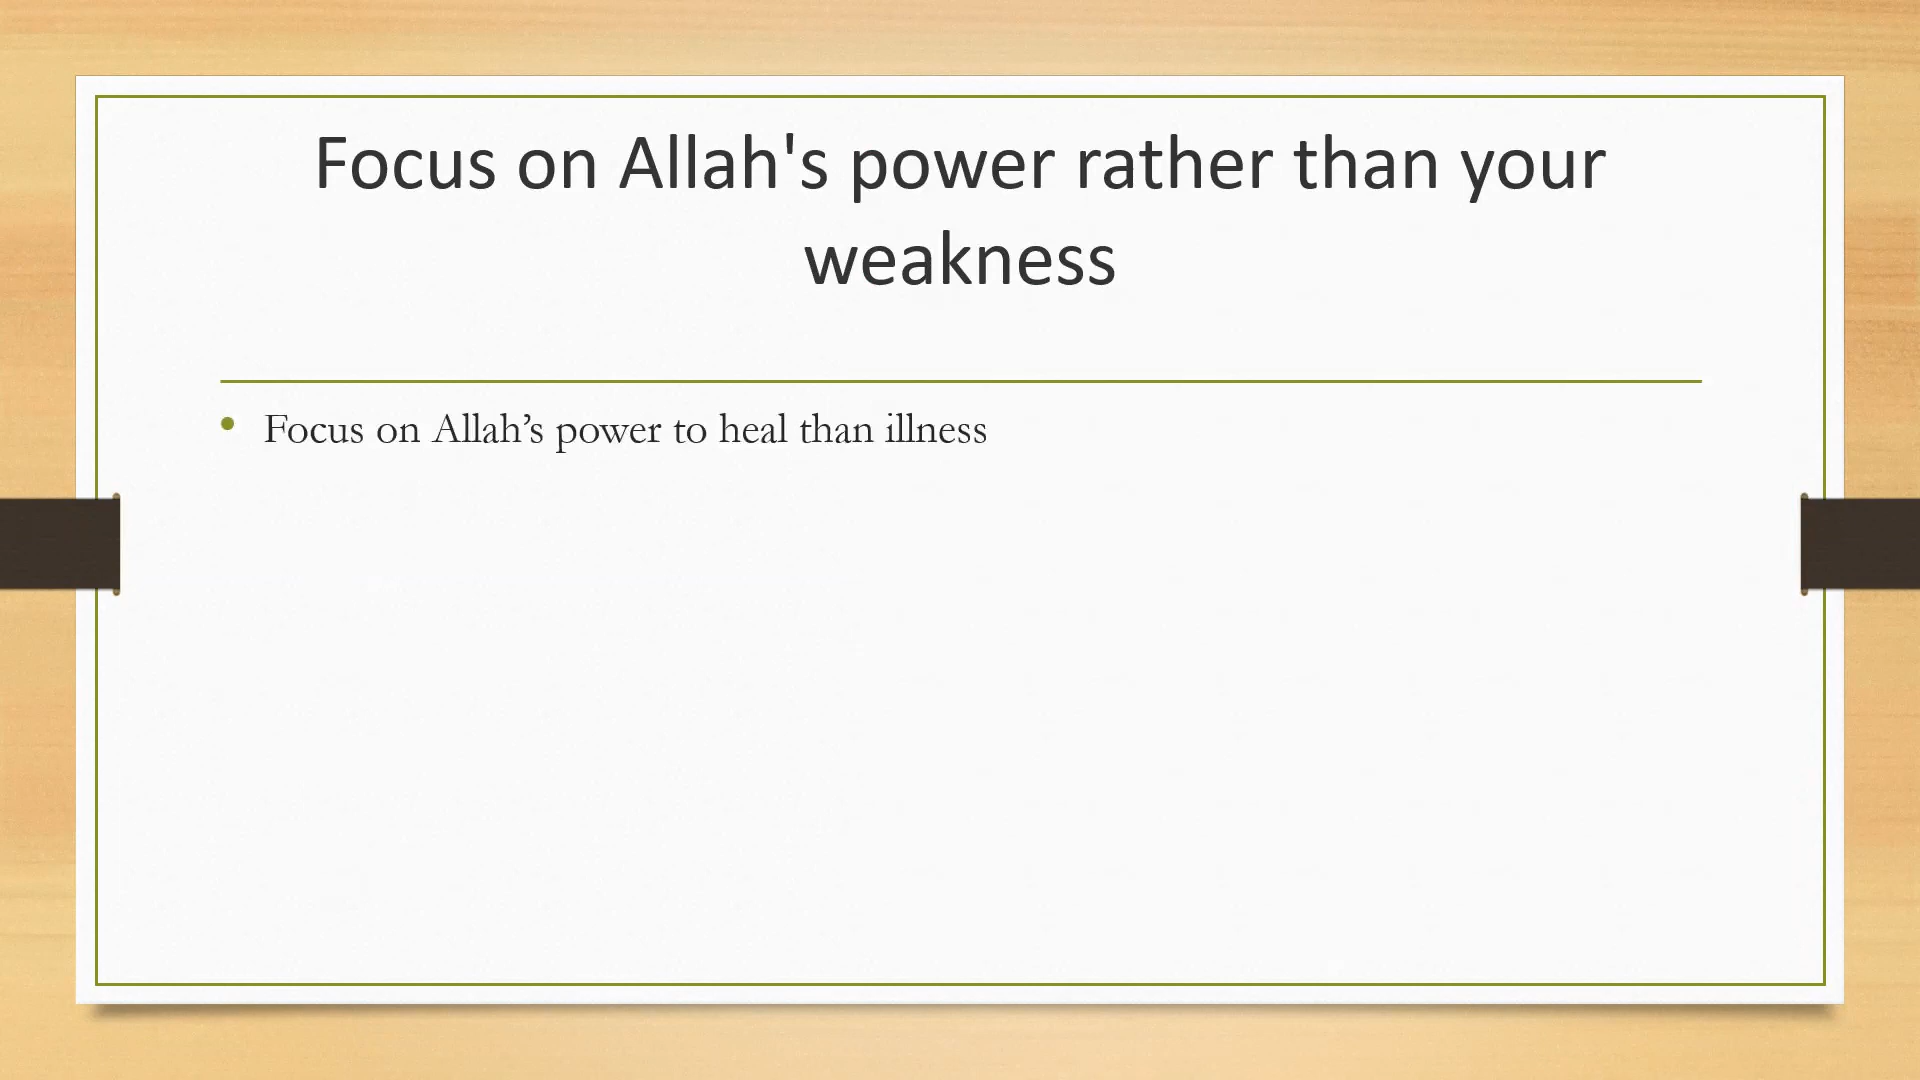 Focus on Allah's power rather than your
weakness
• Focus on Allah’s power to heal than illness